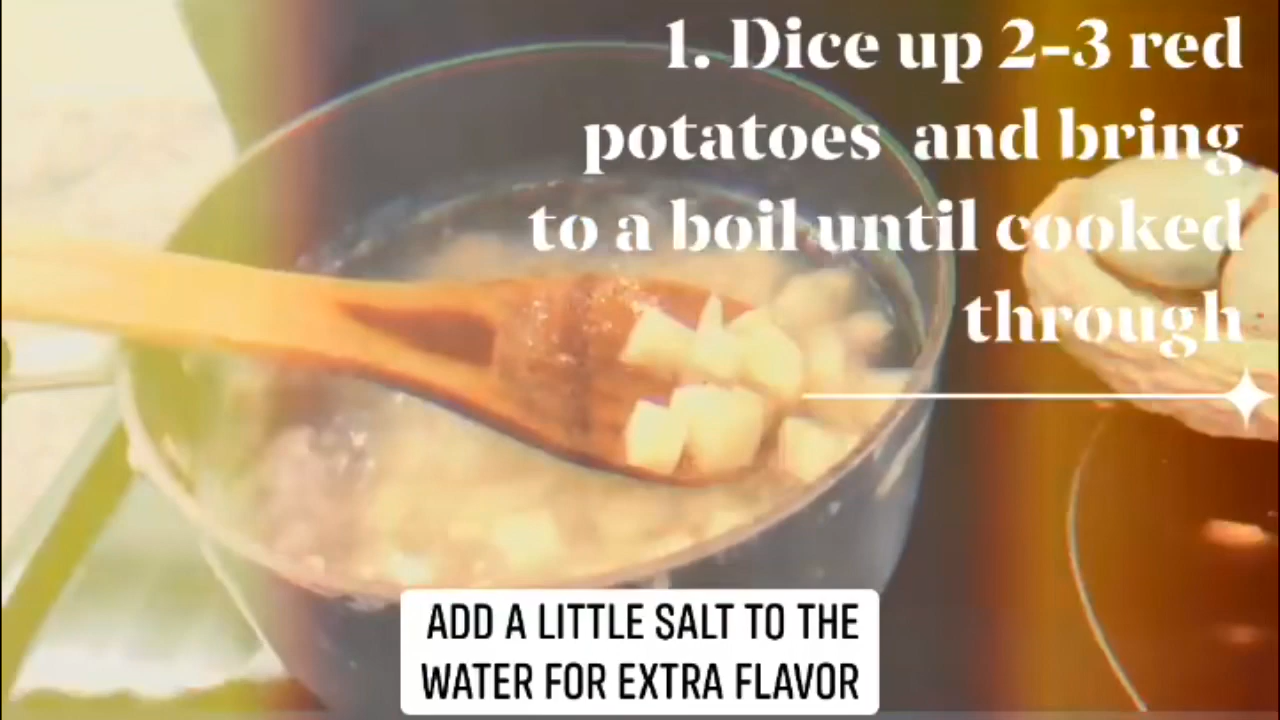 1. Dice up 2-3 red
potatoes and bring
to a boil until cooked
through
ADD A LITTLE SALT TO THE
WATER FOR EXTRA FLAVOR